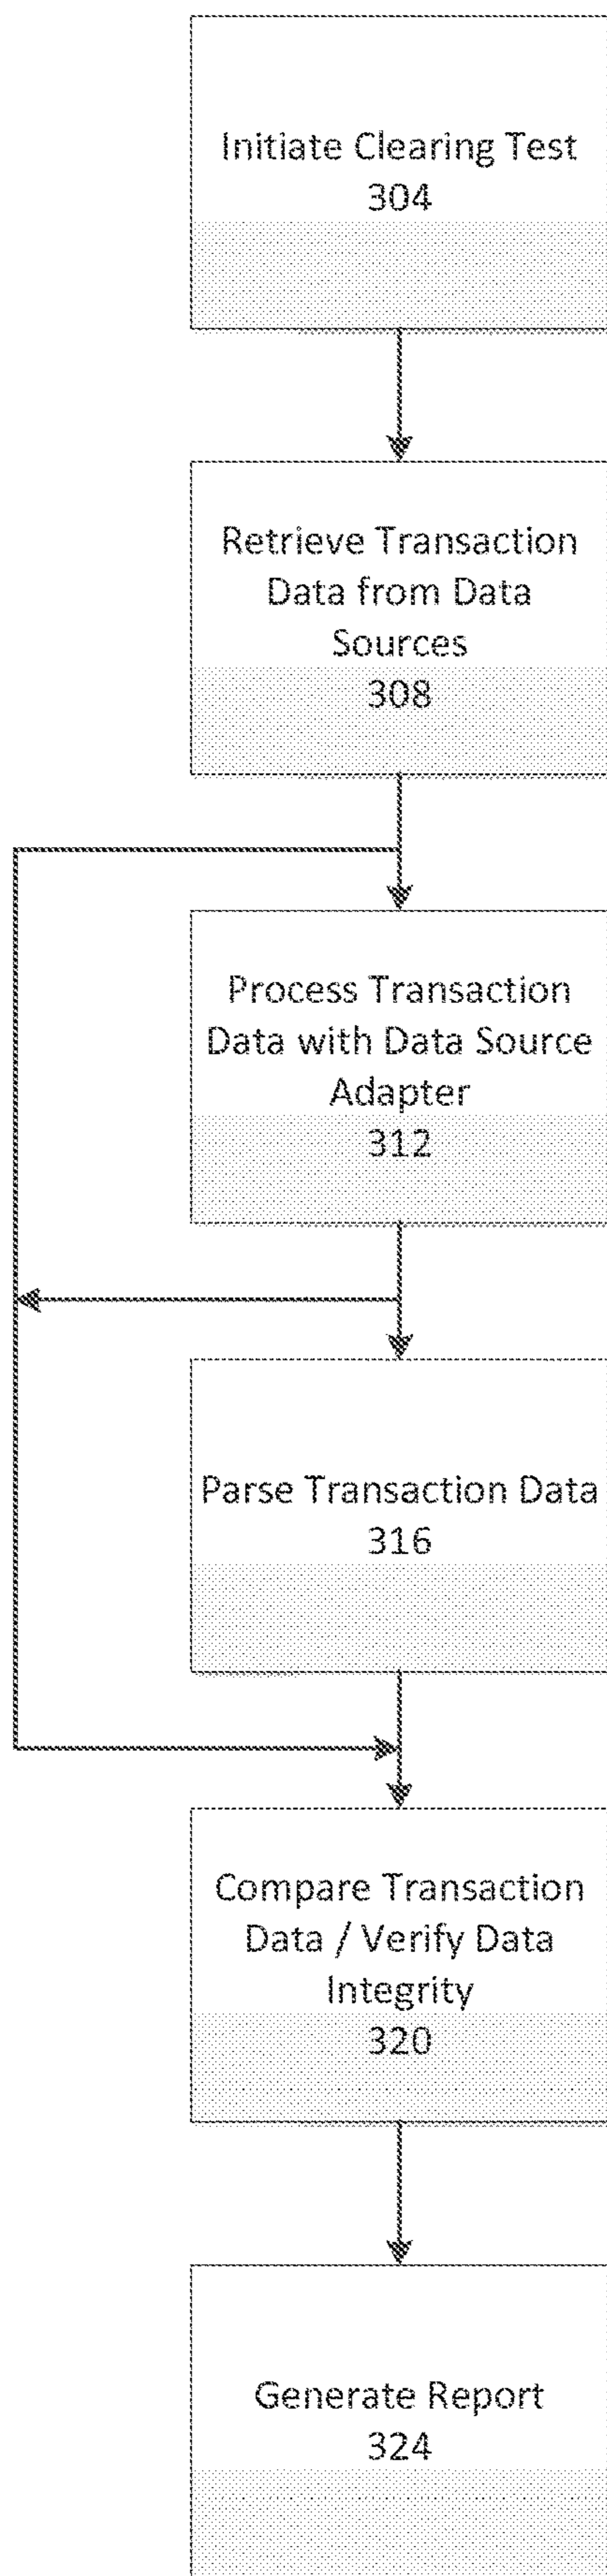 Initiate Clearing Test
304
Retrieve Transaction
Data from Data
Sources
308
Process Transaction
Data with Data Source
Adapter
312
Parse Transaction Data
316
Compare Transaction
Data / Verify Data
Integrity
320
Generate Report
324